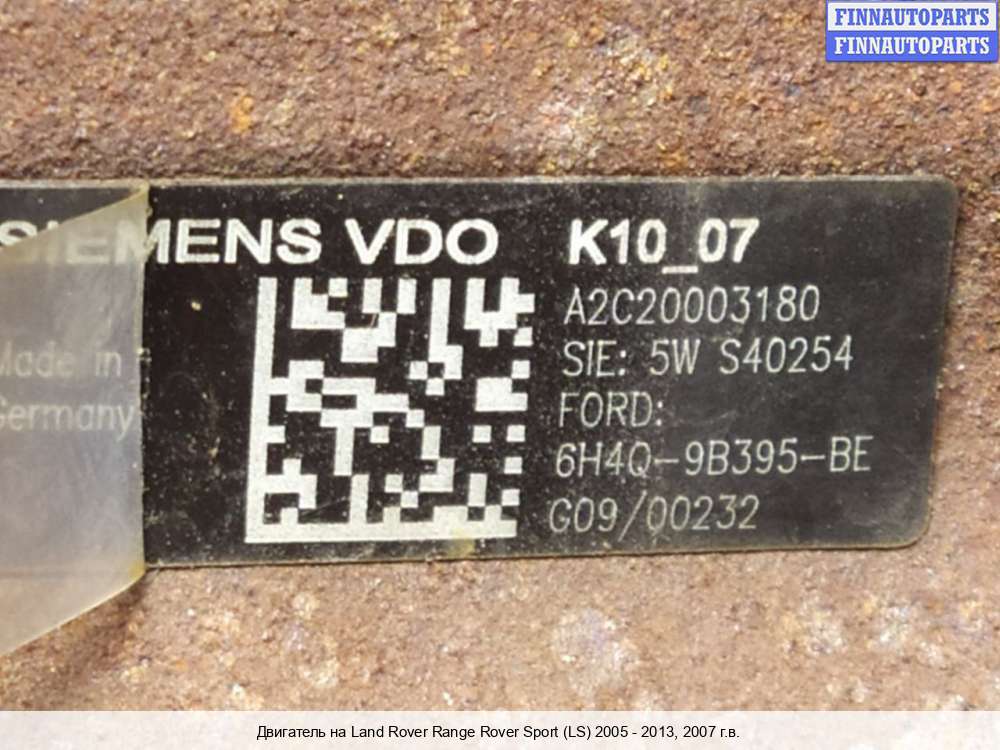 FINNAUTOPARTS
FINNAUTOPARTS
SIEMENS VDO
K10_07
A2C20003180
SIE: 5W S40254
Made in
Germany
FORD:
6H4Q-9B395-BE
G09/00232
Двигатель на Land Rover Range Rover Sport (LS) 2005 - 2013, 2007 г.в.